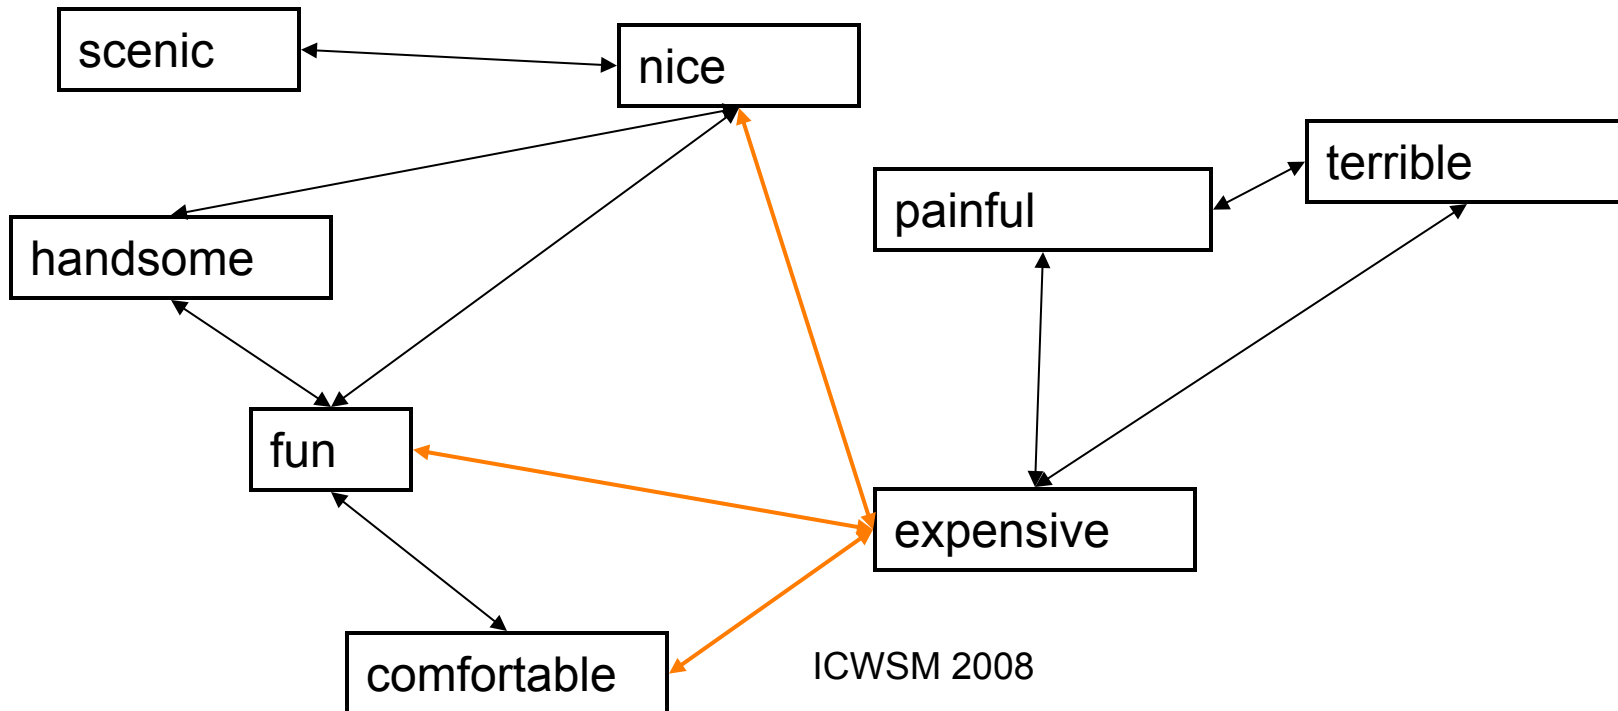 scenic
nice
terrible
painful
handsome
fun
expensive
comfortable
ICWSM 2008